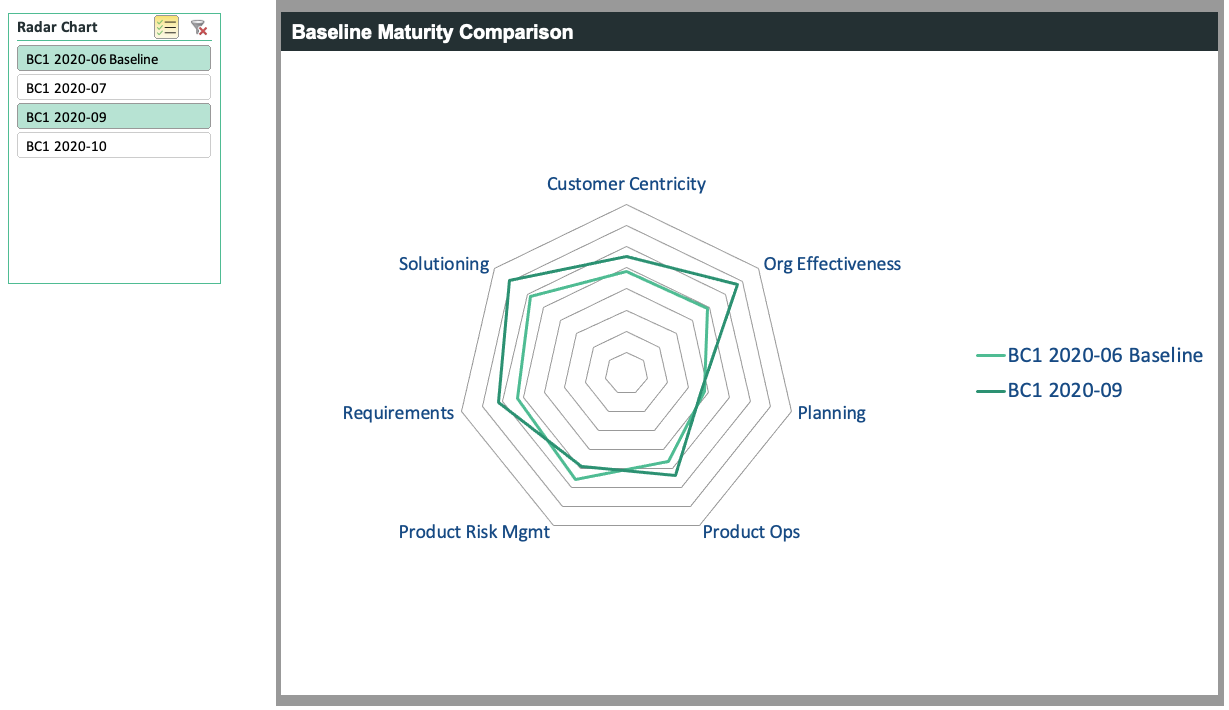 Radar Chart
BC1 2020-06 Baseline
BC1 2020-07
BC1 2020-09
BC1 2020-10
Baseline Maturity Comparison
Customer Centricity
Solutioning
Org Effectiveness
Requirements
Planning
Product Risk Mgmt
Product Ops
BC1 2020-06 Baseline
BC1 2020-09